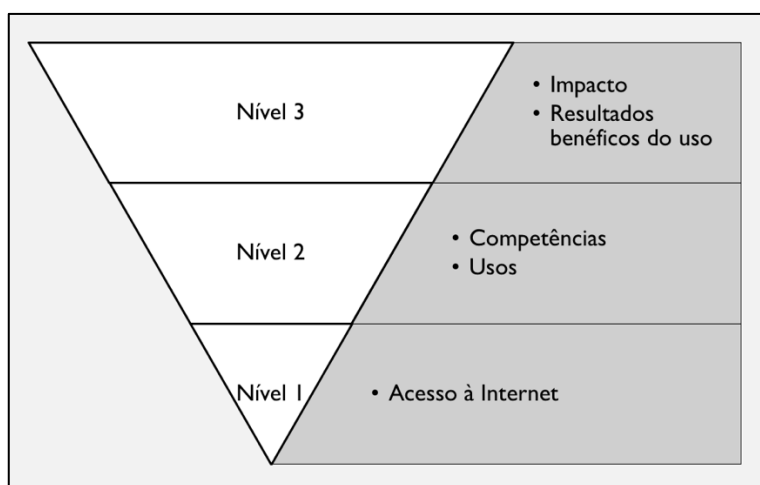 Nível 3
• Impacto
• Resultados
benéficos do uso
Nível 2
• Competências
• Usos
Nível 1
• Acesso à Internet